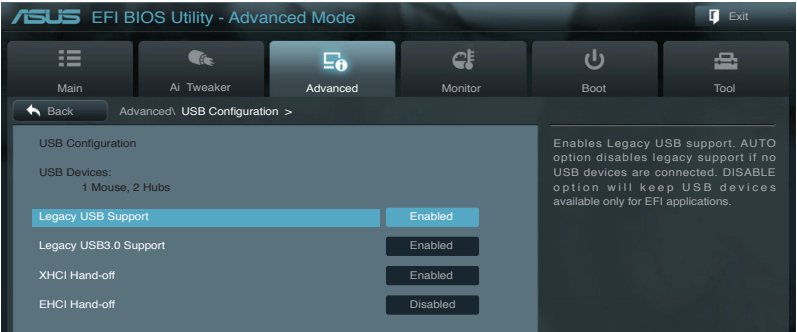 ASUS EFI BIOS Utility - Advanced Mode
Exit
Main
Ai Tweaker
Advanced
Monitor
Boot
Tool
Back
Advanced\ USB Configuration >
USB Configuration
USB Devices:
1 Mouse, 2 Hubs
Legacy USB Support Enabled
Legacy USB3.0 Support Enabled
XHCI Hand-off Enabled
EHCI Hand-off Disabled
Enables Legacy USB support. AUTO
option disables legacy support if no
USB devices are connected. DISABLE
option will keep USB devices
available only for EFI applications.